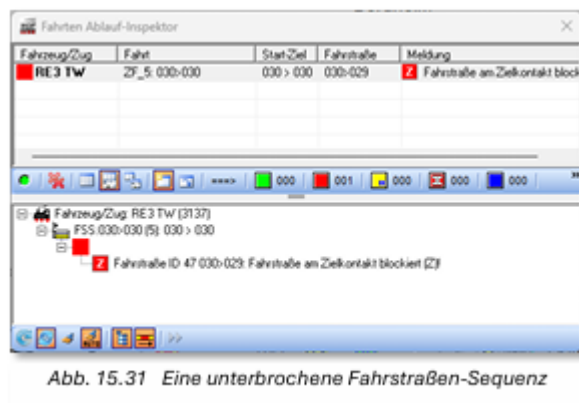 Fahrten Ablauf-Inspektor
Fahrzeug/Zug Fahrt Start-Ziel Fahrstraße Meldung
RE3 TW ZF_5: 030>030 030 > 030 030>029 Z Fahrstraße am Zielkontakt block
000 001 000 000 000
Fahrzeug/Zug: RE3 TW (3137)
FSS 030>030 (5): 030 > 030
Z Fahrstraße ID 47 030>029: Fahrstraße am Zielkontakt blockiert (Z)!
Abb. 15.31 Eine unterbrochene Fahrstraßen-Sequenz